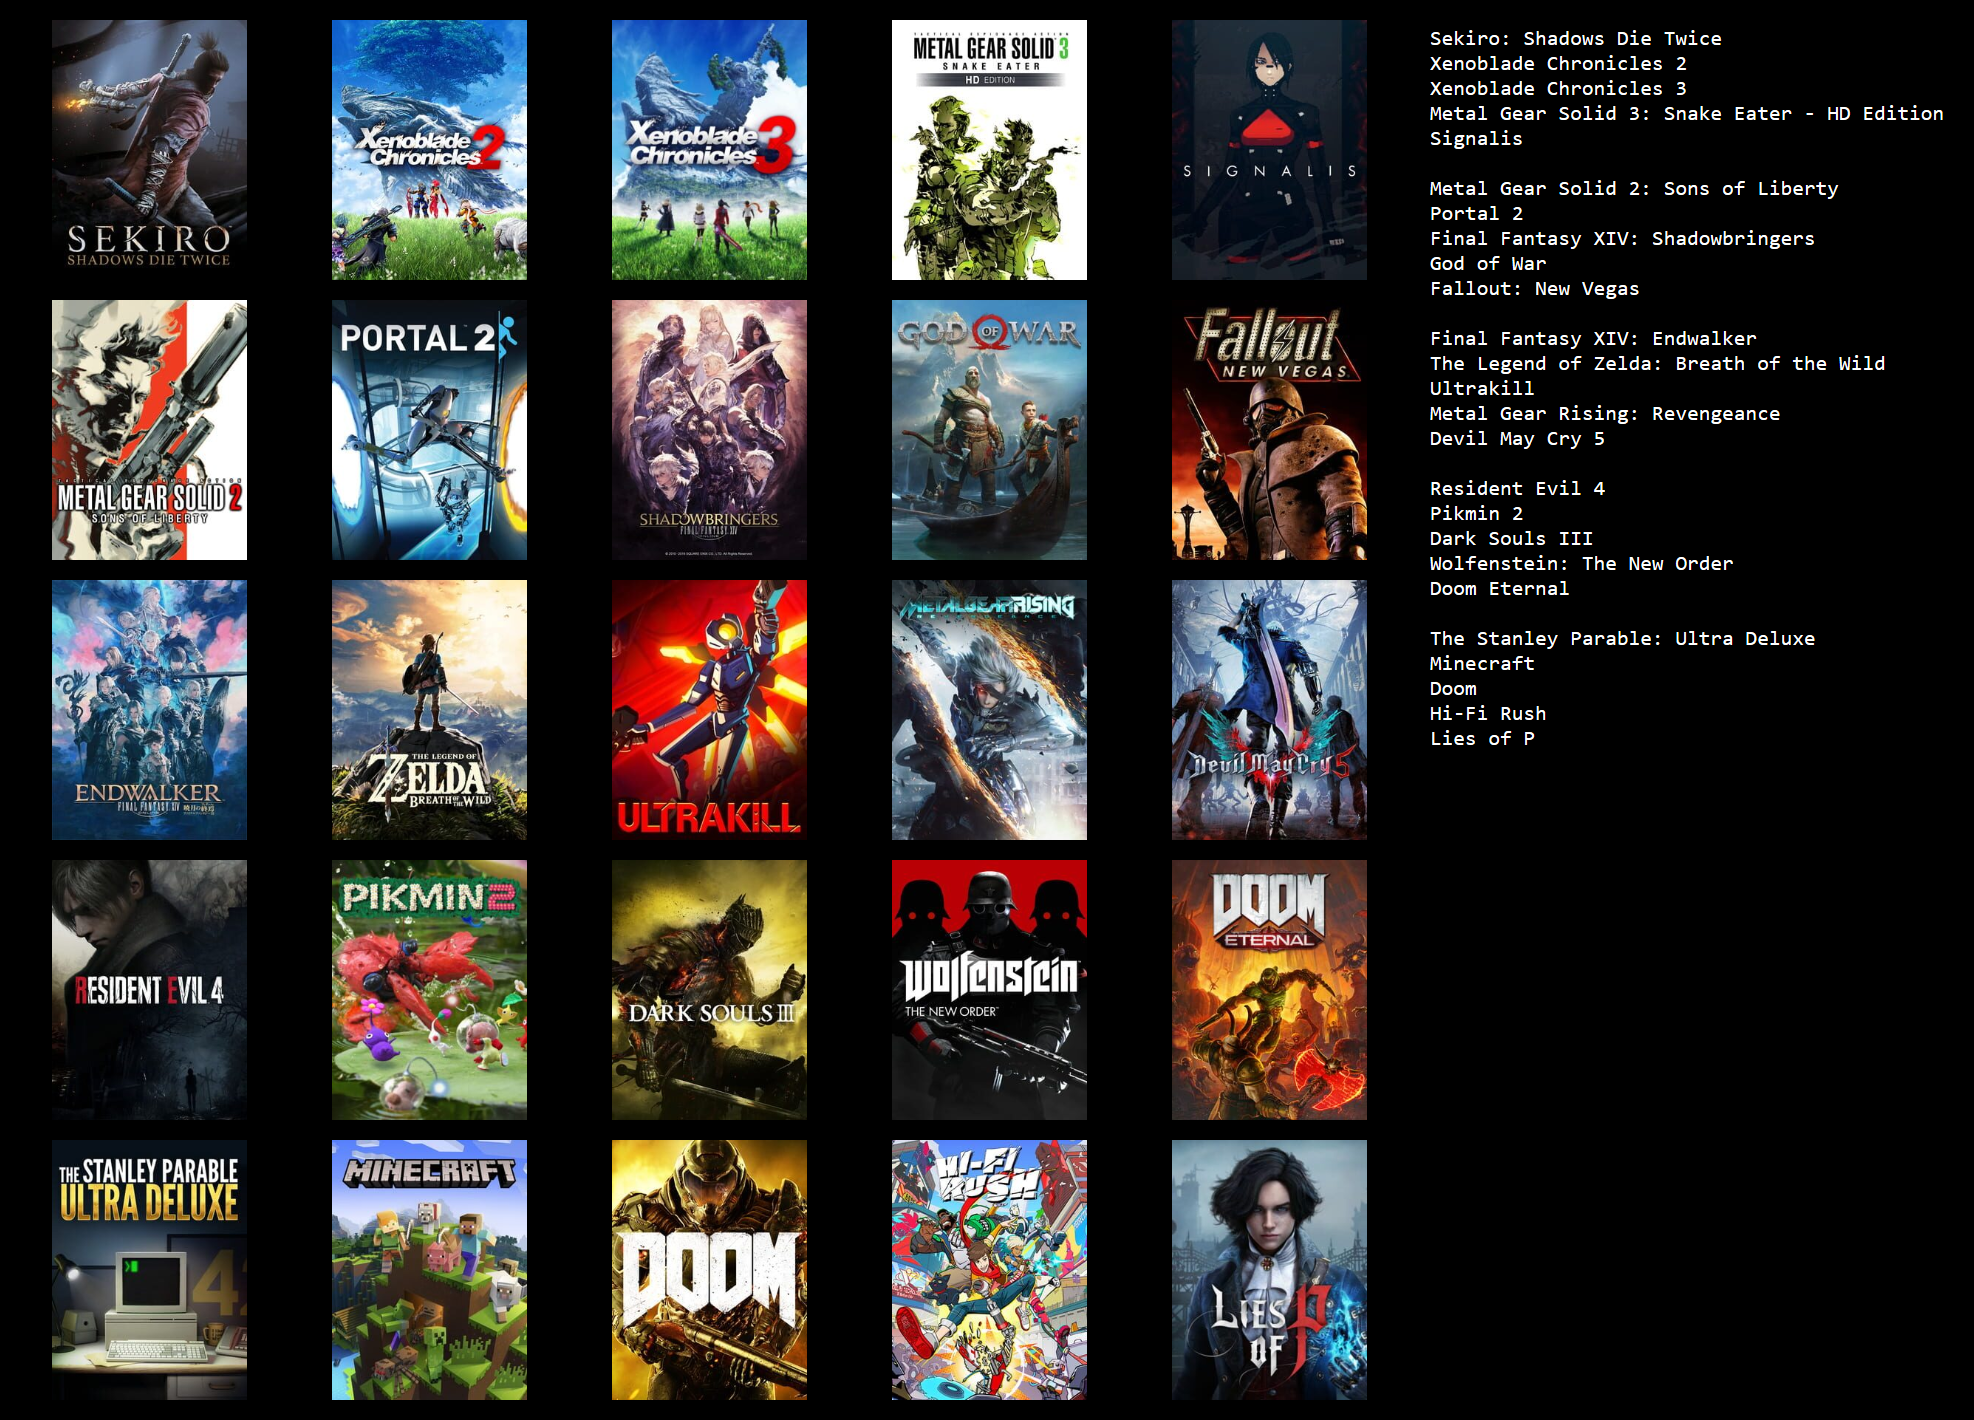 SEKIRO
SHADOWS DIE TWICE
Xenoblade
Chronicles 2
Xenoblade
Chronicles 3
TACTICAL ESPIONAGE ACTION
METAL GEAR SOLID 3
SNAKE EATER
HD EDITION
SIGNALIS
METAL GEAR SOLID 2
SONS OF LIBERTY
PORTAL 2
SHADOWBRINGERS
FINAL FANTASY XIV
GOD OF WAR
Fallout
NEW VEGAS
ENDWALKER
FINAL FANTASY XIV
THE LEGEND OF
ZELDA
BREATH OF THE WILD
ULTRAKILL
METAL GEAR RISING
REVENGEANCE
Devil May Cry 5
RESIDENT EVIL 4
PIKMIN 2
DARK SOULS III
Wolfenstein
THE NEW ORDER
DOOM
ETERNAL
THE STANLEY PARABLE
ULTRA DELUXE
MINECRAFT
DOOM
HI-FI
RUSH
LIES
OF P
Sekiro: Shadows Die Twice
Xenoblade Chronicles 2
Xenoblade Chronicles 3
Metal Gear Solid 3: Snake Eater - HD Edition
Signalis
Metal Gear Solid 2: Sons of Liberty
Portal 2
Final Fantasy XIV: Shadowbringers
God of War
Fallout: New Vegas
Final Fantasy XIV: Endwalker
The Legend of Zelda: Breath of the Wild
Ultrakill
Metal Gear Rising: Revengeance
Devil May Cry 5
Resident Evil 4
Pikmin 2
Dark Souls III
Wolfenstein: The New Order
Doom Eternal
The Stanley Parable: Ultra Deluxe
Minecraft
Doom
Hi-Fi Rush
Lies of P